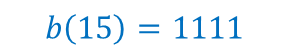 b(15) = 1111